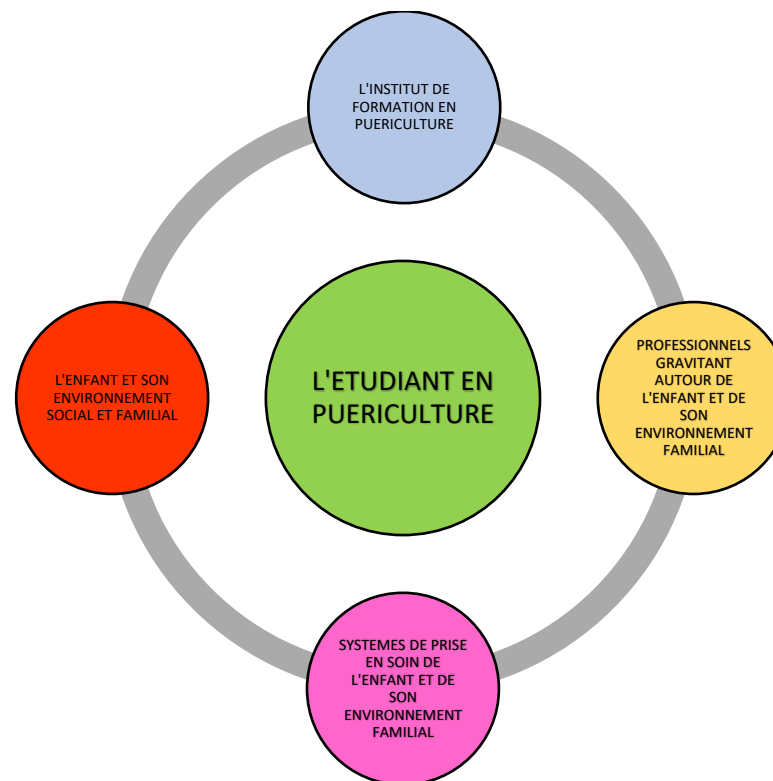 L'INSTITUT DE
FORMATION EN
PUERICULTURE
L'ETUDIANT EN
PUERICULTURE
L'ENFANT ET SON
ENVIRONNEMENT
SOCIAL ET FAMILIAL
PROFESSIONNELS
GRAVITANT
AUTOUR DE
L'ENFANT ET DE
SON
ENVIRONNEMENT
FAMILIAL
SYSTEMES DE PRISE
EN SOIN DE
L'ENFANT ET DE
SON
ENVIRONNEMENT
FAMILIAL